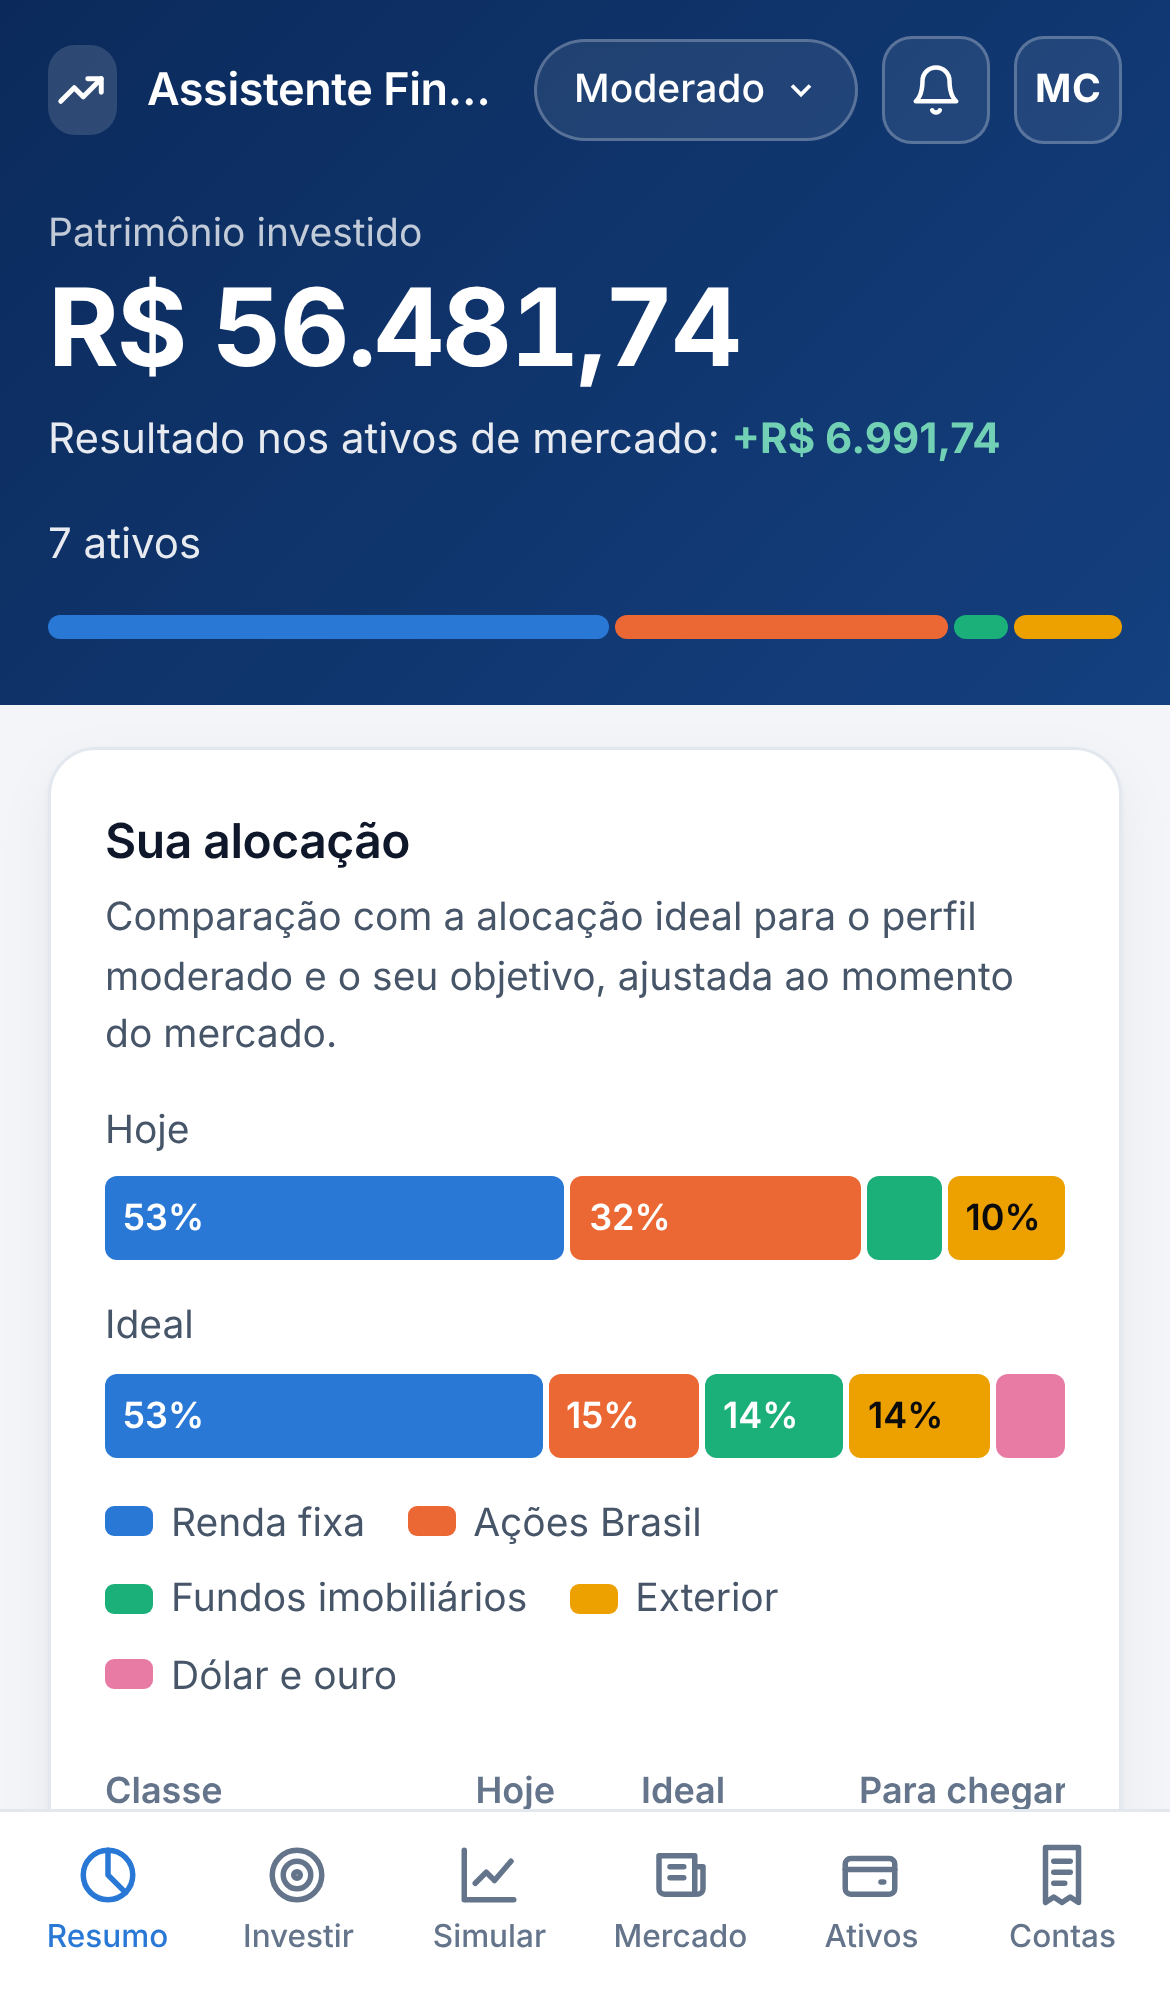 Assistente Fin...
Moderado
MC
Patrimônio investido
R$ 56.481,74
Resultado nos ativos de mercado: +R$ 6.991,74
7 ativos
Sua alocação
Comparação com a alocação ideal para o perfil
moderado e o seu objetivo, ajustada ao momento
do mercado.
Hoje
53% 32% 10%
Ideal
53% 15% 14% 14%
Renda fixa Ações Brasil
Fundos imobiliários Exterior
Dólar e ouro
Classe Hoje Ideal Para chegar
Resumo Investir Simular Mercado Ativos Contas